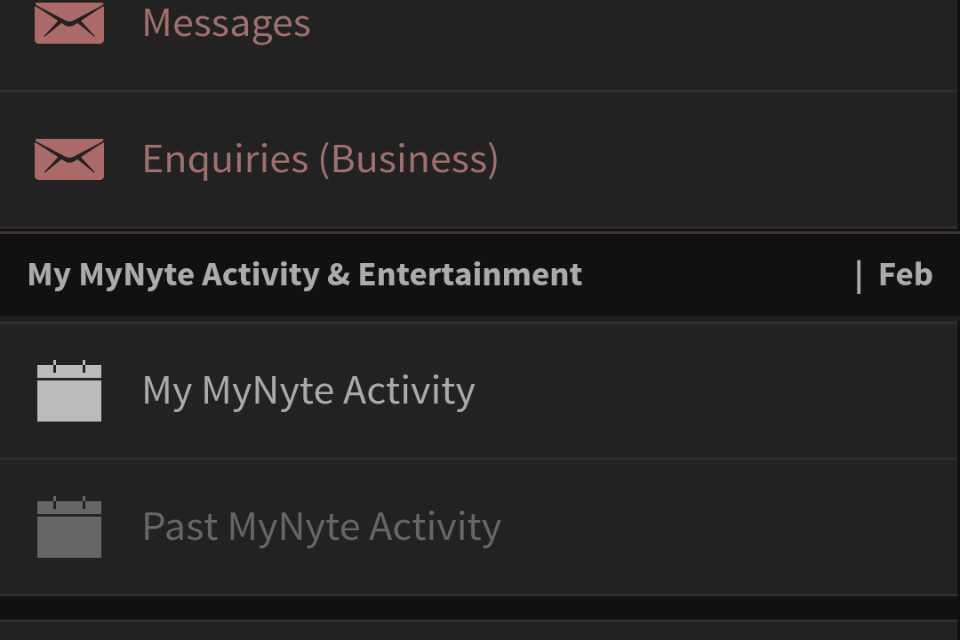 Messages
Enquiries (Business)
My MyNyte Activity & Entertainment | Feb
My MyNyte Activity
Past MyNyte Activity